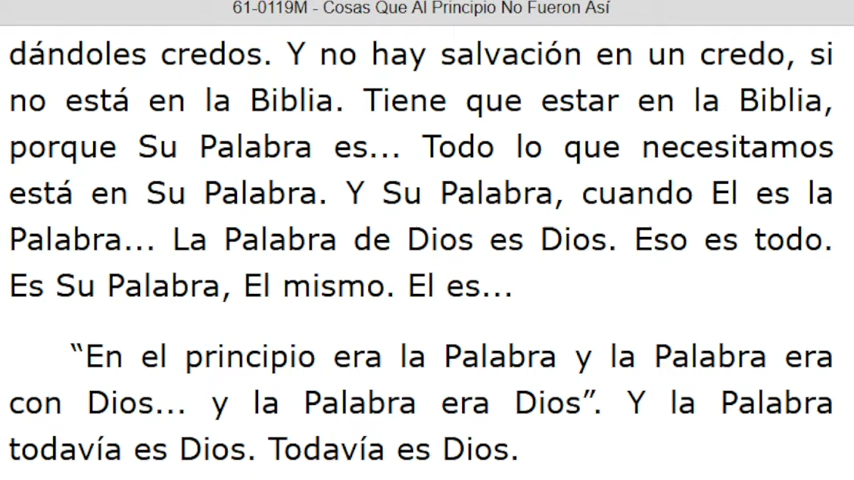 61-0119M - Cosas Que Al Principio No Fueron Así
dándoles credos. Y no hay salvación en un credo, si
no está en la Biblia. Tiene que estar en la Biblia,
porque Su Palabra es... Todo lo que necesitamos
está en Su Palabra. Y Su Palabra, cuando El es la
Palabra... La Palabra de Dios es Dios. Eso es todo.
Es Su Palabra, El mismo. El es...
“En el principio era la Palabra y la Palabra era
con Dios... y la Palabra era Dios”. Y la Palabra
todavía es Dios. Todavía es Dios.